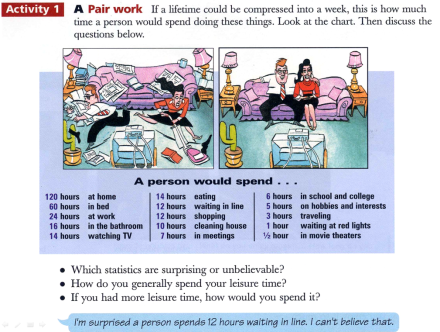 Activity 1 A Pair work If a lifetime could be compressed into a week, this is how much
time a person would spend doing these things. Look at the chart. Then discuss the
questions below.
A person would spend . . .
120 hours at home
60 hours in bed
24 hours at work
16 hours in the bathroom
14 hours watching TV
14 hours eating
12 hours waiting in line
12 hours shopping
10 hours cleaning house
7 hours in meetings
6 hours in school and college
5 hours on hobbies and interests
3 hours traveling
1 hour waiting at red lights
½ hour in movie theaters
• Which statistics are surprising or unbelievable?
• How do you generally spend your leisure time?
• If you had more leisure time, how would you spend it?
I'm surprised a person spends 12 hours waiting in line. I can't believe that.